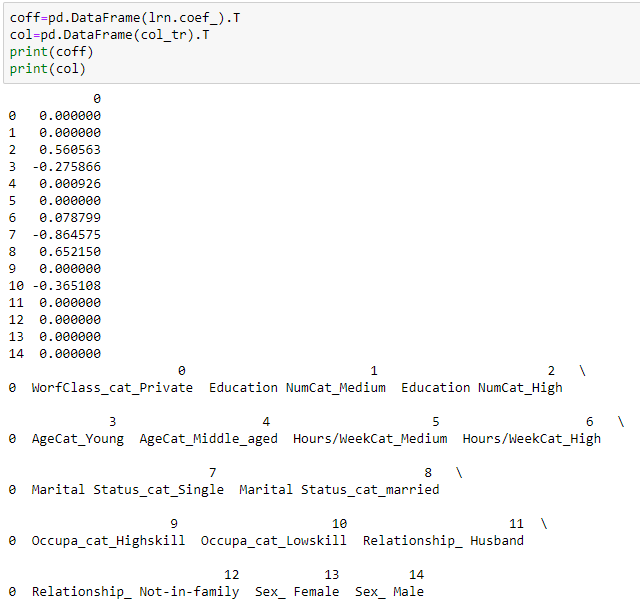 coff=pd.DataFrame(lrn.coef_).T
col=pd.DataFrame(col_tr).T
print(coff)
print(col)
0
0 0.000000
1 0.000000
2 0.560563
3 -0.275866
4 0.000926
5 0.000000
6 0.078799
7 -0.864575
8 0.652150
9 0.000000
10 -0.365108
11 0.000000
12 0.000000
13 0.000000
14 0.000000
0 1 2 \
0 WorfClass_cat_Private Education NumCat_Medium Education NumCat_High
3 4 5 6 \
0 AgeCat_Young AgeCat_Middle_aged Hours/WeekCat_Medium Hours/WeekCat_High
7 8 \
0 Marital Status_cat_Single Marital Status_cat_married
9 10 11 \
0 Occupa_cat_Highskill Occupa_cat_Lowskill Relationship_ Husband
12 13 14
0 Relationship_ Not-in-family Sex_ Female Sex_ Male